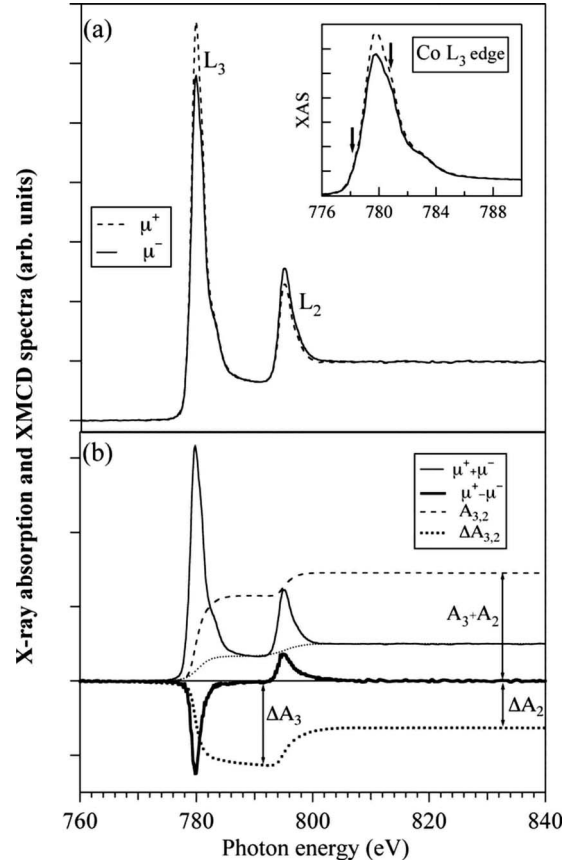 X-ray absorption and XMCD spectra (arb. units)
(a)
L₃
L₂
μ⁺
μ⁻
XAS
Co L₃ edge
776 780 784 788
(b)
μ⁺+μ⁻
μ⁺-μ⁻
A₃,₂
ΔA₃,₂
A₃+A₂
ΔA₃
ΔA₂
760 780 800 820 840
Photon energy (eV)